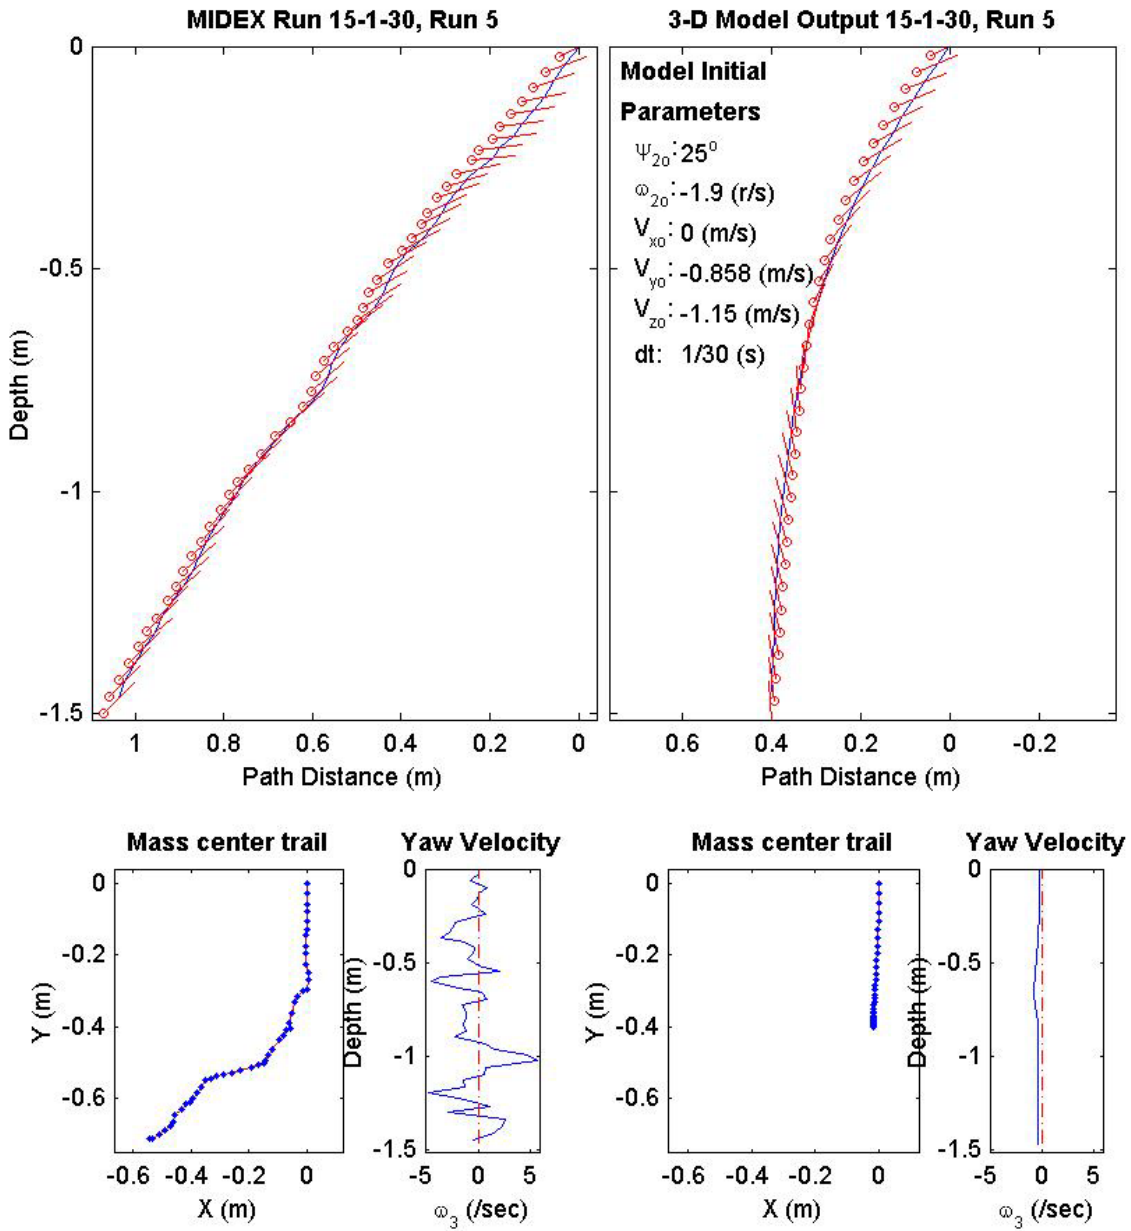 MIDEX Run 15-1-30, Run 5
3-D Model Output 15-1-30, Run 5
0
-0.5
-1
-1.5
Depth (m)
1
0.8
0.6
0.4
0.2
0
Path Distance (m)
Model Initial
Parameters
Ψ2o: 25o
ω2o: -1.9 (r/s)
Vxo: 0 (m/s)
Vyo: -0.858 (m/s)
Vzo: -1.15 (m/s)
dt: 1/30 (s)
0.6
0.4
0.2
0
-0.2
Path Distance (m)
Mass center trail
0
-0.2
-0.4
-0.6
Y (m)
-0.6
-0.4
-0.2
0
X (m)
Yaw Velocity
0
-0.5
-1
-1.5
Depth (m)
-5
0
5
ω3 (/sec)
Mass center trail
0
-0.2
-0.4
-0.6
Y (m)
-0.6
-0.4
-0.2
0
X (m)
Yaw Velocity
0
-0.5
-1
-1.5
Depth (m)
-5
0
5
ω3 (/sec)